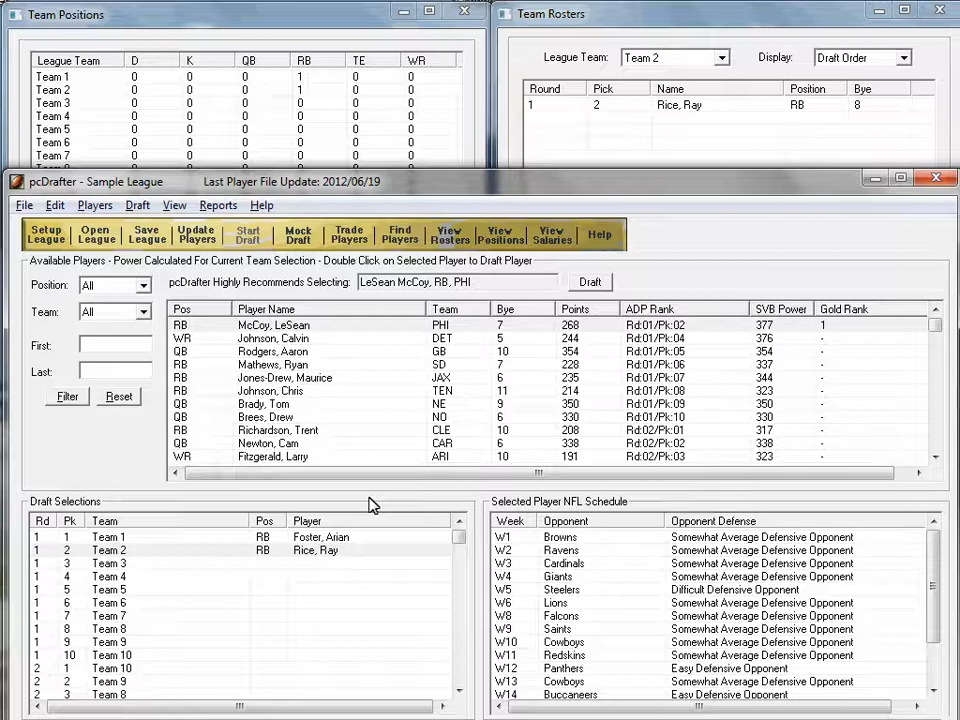 Team Positions
League Team D K QB RB TE WR
Team 1 0 0 0 1 0 0
Team 2 0 0 0 1 0 0
Team 3 0 0 0 0 0 0
Team 4 0 0 0 0 0 0
Team 5 0 0 0 0 0 0
Team 6 0 0 0 0 0 0
Team 7 0 0 0 0 0 0
Team Rosters
League Team: Team 2 Display: Draft Order
Round Pick Name Position Bye
1 2 Rice, Ray RB 8
pcDrafter - Sample League Last Player File Update: 2012/06/19
File Edit Players Draft View Reports Help
Setup League
Open League
Save League
Update Players
Start Draft
Mock Draft
Trade Players
Find Players
View Rosters
View Positions
View Salaries
Help
Available Players - Power Calculated For Current Team Selection - Double Click on Selected Player to Draft Player
Position: All
Team: All
First:
Last:
Filter Reset
pcDrafter Highly Recommends Selecting: LeSean McCoy, RB, PHI Draft
Pos Player Name Team Bye Points ADP Rank SVB Power Gold Rank
RB McCoy, LeSean PHI 7 268 Rd:01/Pk:02 377 1
WR Johnson, Calvin DET 5 244 Rd:01/Pk:04 376 -
QB Rodgers, Aaron GB 10 354 Rd:01/Pk:05 354 -
RB Mathews, Ryan SD 7 228 Rd:01/Pk:06 337 -
RB Jones-Drew, Maurice JAX 6 235 Rd:01/Pk:07 344 -
RB Johnson, Chris TEN 11 214 Rd:01/Pk:08 323 -
QB Brady, Tom NE 9 350 Rd:01/Pk:09 350 -
QB Brees, Drew NO 6 330 Rd:01/Pk:10 330 -
RB Richardson, Trent CLE 10 208 Rd:02/Pk:01 317 -
QB Newton, Cam CAR 6 338 Rd:02/Pk:02 338 -
WR Fitzgerald, Larry ARI 10 191 Rd:02/Pk:03 323 -
Draft Selections
Rd Pk Team Pos Player
1 1 Team 1 RB Foster, Arian
1 2 Team 2 RB Rice, Ray
1 3 Team 3
1 4 Team 4
1 5 Team 5
1 6 Team 6
1 7 Team 7
1 8 Team 8
1 9 Team 9
1 10 Team 10
2 1 Team 10
2 2 Team 9
2 3 Team 8
Selected Player NFL Schedule
Week Opponent Opponent Defense
W1 Browns Somewhat Average Defensive Opponent
W2 Ravens Somewhat Average Defensive Opponent
W3 Cardinals Somewhat Average Defensive Opponent
W4 Giants Somewhat Average Defensive Opponent
W5 Steelers Difficult Defensive Opponent
W6 Lions Somewhat Average Defensive Opponent
W8 Falcons Somewhat Average Defensive Opponent
W9 Saints Somewhat Average Defensive Opponent
W10 Cowboys Somewhat Average Defensive Opponent
W11 Redskins Somewhat Average Defensive Opponent
W12 Panthers Easy Defensive Opponent
W13 Cowboys Somewhat Average Defensive Opponent
W14 Buccaneers Easy Defensive Opponent